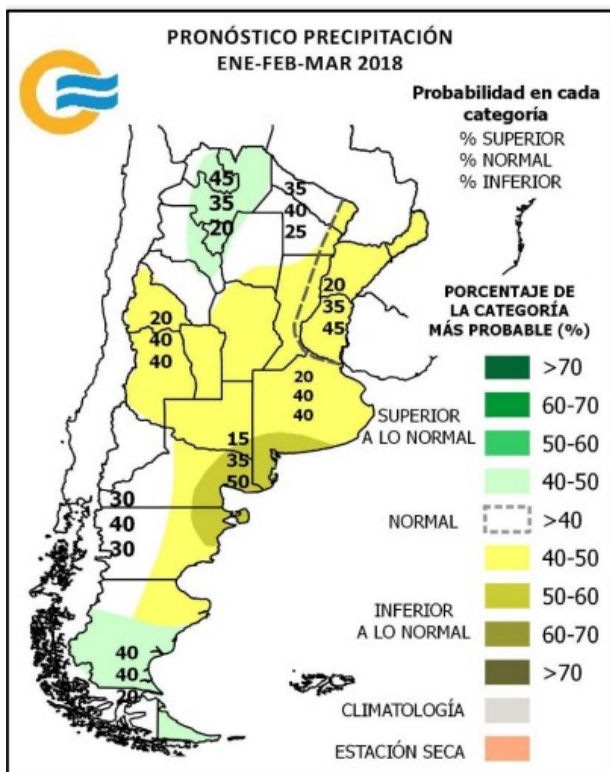 PRONÓSTICO PRECIPITACIÓN
ENE-FEB-MAR 2018
Probabilidad en cada
categoría
% SUPERIOR
% NORMAL
% INFERIOR
45
35
20
35
40
25
20
35
45
20
40
40
20
40
40
15
35
50
30
40
30
40
40
20
PORCENTAJE DE
LA CATEGORÍA
MÁS PROBABLE (%)
>70
60-70
50-60
SUPERIOR
A LO NORMAL
40-50
NORMAL
>40
40-50
50-60
INFERIOR
A LO NORMAL
60-70
>70
CLIMATOLOGÍA
ESTACIÓN SECA